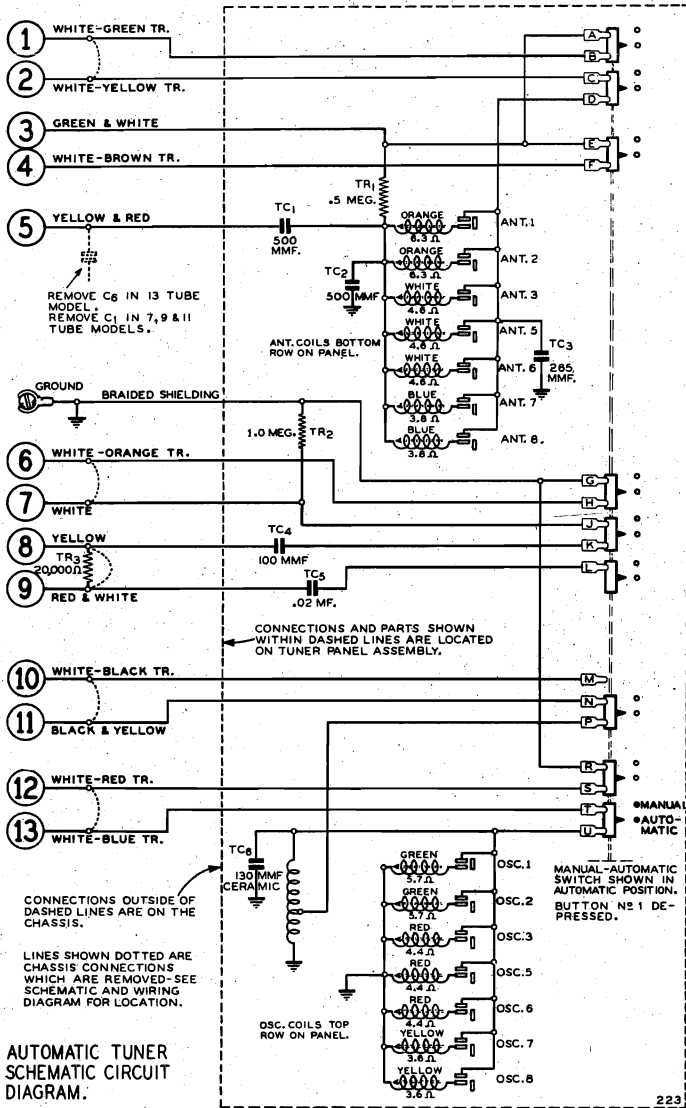 1 WHITE-GREEN TR.
A
B
2 WHITE-YELLOW TR.
C
D
3 GREEN & WHITE
E
4 WHITE-BROWN TR.
F
TR1
.5 MEG.
5 YELLOW & RED
TC1
500
MMF.
ORANGE
6.3 Ω
ANT. 1
ORANGE
6.3 Ω
ANT. 2
TC2
500 MMF
WHITE
4.6 Ω
ANT. 3
REMOVE C6 IN 13 TUBE
MODEL.
REMOVE C1 IN 7,9 & 11
TUBE MODELS.
WHITE
4.6 Ω
ANT. 5
ANT. COILS BOTTOM
ROW ON PANEL.
TC3
265
MMF.
WHITE
4.6 Ω
ANT. 6
BLUE
3.8 Ω
ANT. 7
BLUE
3.8 Ω
ANT. 8.
GROUND
BRAIDED SHIELDING
1.0 MEG. TR2
6 WHITE-ORANGE TR.
G
H
7 WHITE
J
8 YELLOW
TC4
100 MMF
K
TR3
20,000Ω
TC5
.02 MF.
L
9 RED & WHITE
CONNECTIONS AND PARTS SHOWN
WITHIN DASHED LINES ARE LOCATED
ON TUNER PANEL ASSEMBLY.
10 WHITE-BLACK TR.
M
N
11 BLACK & YELLOW
P
12 WHITE-RED TR.
R
S
13 WHITE-BLUE TR.
T
U
MANUAL
AUTO-
MATIC
TC6
130 MMF
CERAMIC
GREEN
5.7 Ω
OSC. 1
GREEN
5.7 Ω
OSC. 2
RED
4.4 Ω
OSC. 3
RED
4.4 Ω
OSC. 5
RED
4.4 Ω
OSC. 6
YELLOW
3.6 Ω
OSC. 7
YELLOW
3.6 Ω
OSC. 8
MANUAL-AUTOMATIC
SWITCH SHOWN IN
AUTOMATIC POSITION.
BUTTON Nº 1 DE-
PRESSED.
CONNECTIONS OUTSIDE OF
DASHED LINES ARE ON THE
CHASSIS.
LINES SHOWN DOTTED ARE
CHASSIS CONNECTIONS
WHICH ARE REMOVED-SEE
SCHEMATIC AND WIRING
DIAGRAM FOR LOCATION.
OSC. COILS TOP
ROW ON PANEL.
AUTOMATIC TUNER
SCHEMATIC CIRCUIT
DIAGRAM.
223